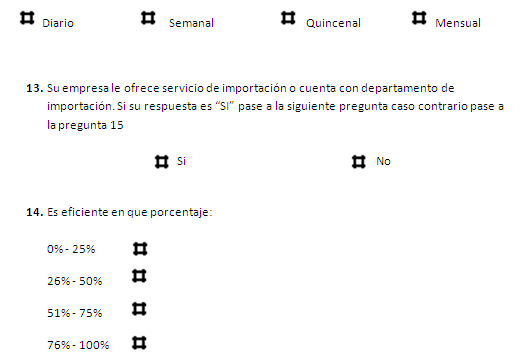 Diario Semanal Quincenal Mensual
13. Su empresa le ofrece servicio de importación o cuenta con departamento de
importación. Si su respuesta es “SI” pase a la siguiente pregunta caso contrario pase a
la pregunta 15
Si No
14. Es eficiente en que porcentaje:
0% - 25%
26% - 50%
51% - 75%
76% - 100%